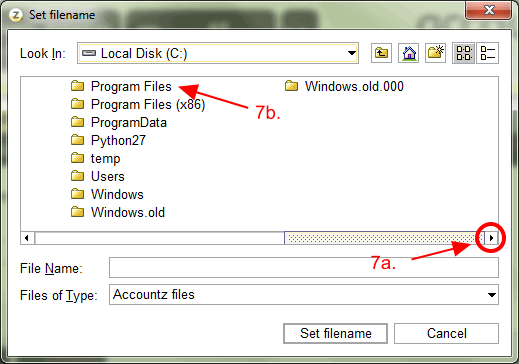 Set filename
Look In: Local Disk (C:)
Program Files
Program Files (x86)
ProgramData
Python27
temp
Users
Windows
Windows.old
Windows.old.000
7b.
7a.
File Name:
Files of Type: Accountz files
Set filename Cancel